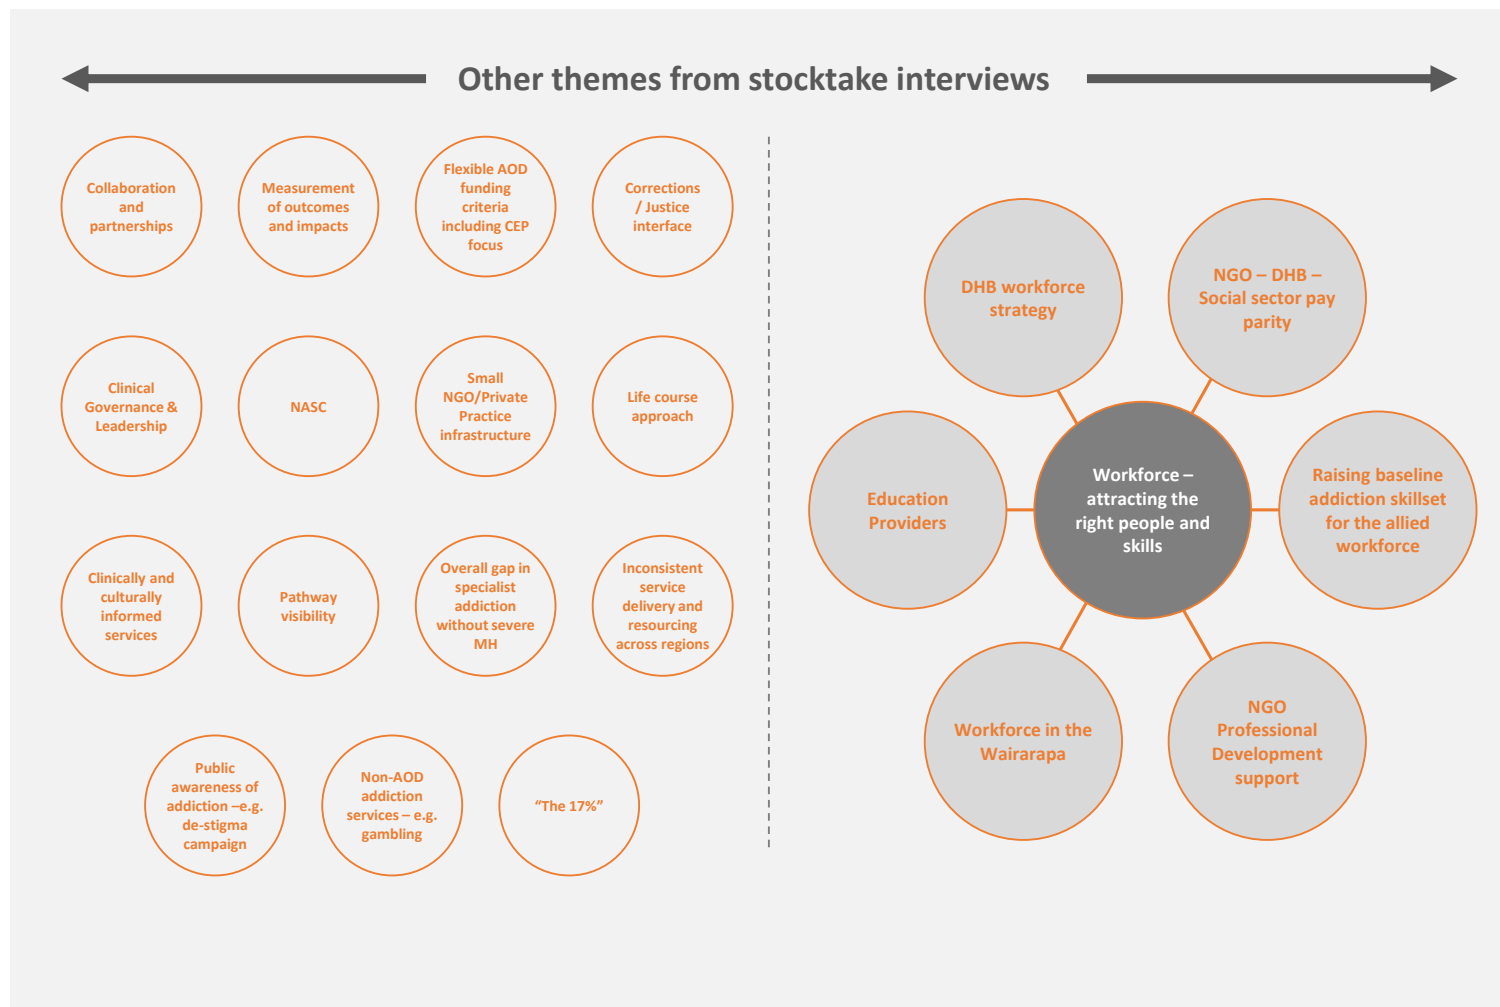 Other themes from stocktake interviews
Collaboration
and
partnerships
Measurement
of outcomes
and impacts
Flexible AOD
funding
criteria
including CEP
focus
Corrections
/ Justice
interface
Clinical
Governance &
Leadership
NASC
Small
NGO/Private
Practice
infrastructure
Life course
approach
Clinically and
culturally
informed
services
Pathway
visibility
Overall gap in
specialist
addiction
without severe
MH
Inconsistent
service
delivery and
resourcing
across regions
Public
awareness of
addiction –e.g.
de-stigma
campaign
Non-AOD
addiction
services – e.g.
gambling
“The 17%”
DHB workforce
strategy
NGO – DHB –
Social sector pay
parity
Education
Providers
Workforce –
attracting the
right people and
skills
Raising baseline
addiction skillset
for the allied
workforce
Workforce in the
Wairarapa
NGO
Professional
Development
support